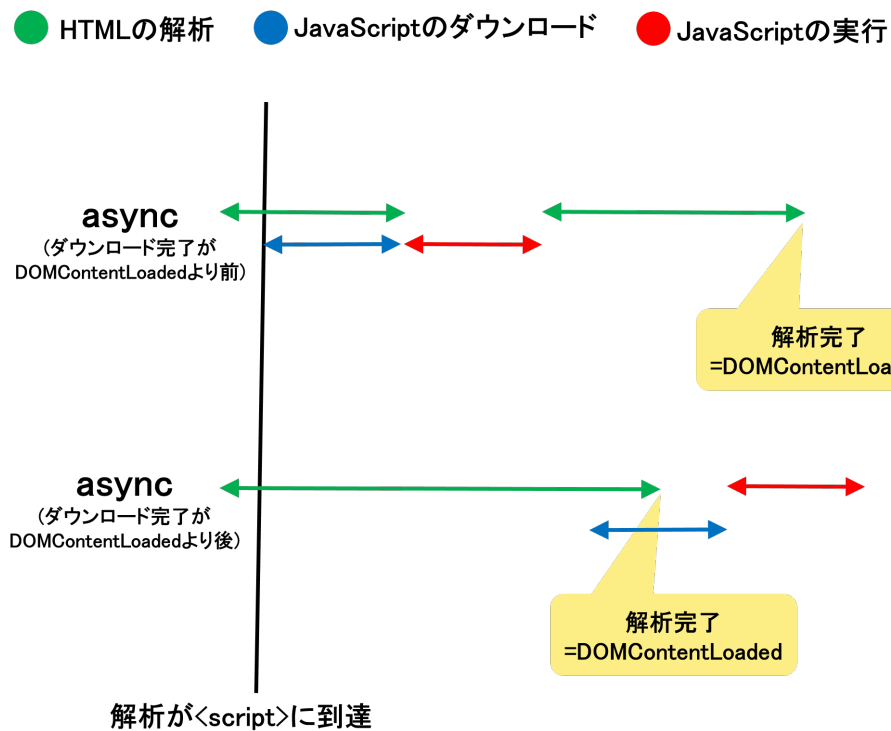 HTMLの解析
JavaScriptのダウンロード
JavaScriptの実行
async
(ダウンロード完了が
DOMContentLoadedより前)
解析完了
=DOMContentLoa
async
(ダウンロード完了が
DOMContentLoadedより後)
解析完了
=DOMContentLoaded
解析が<script>に到達